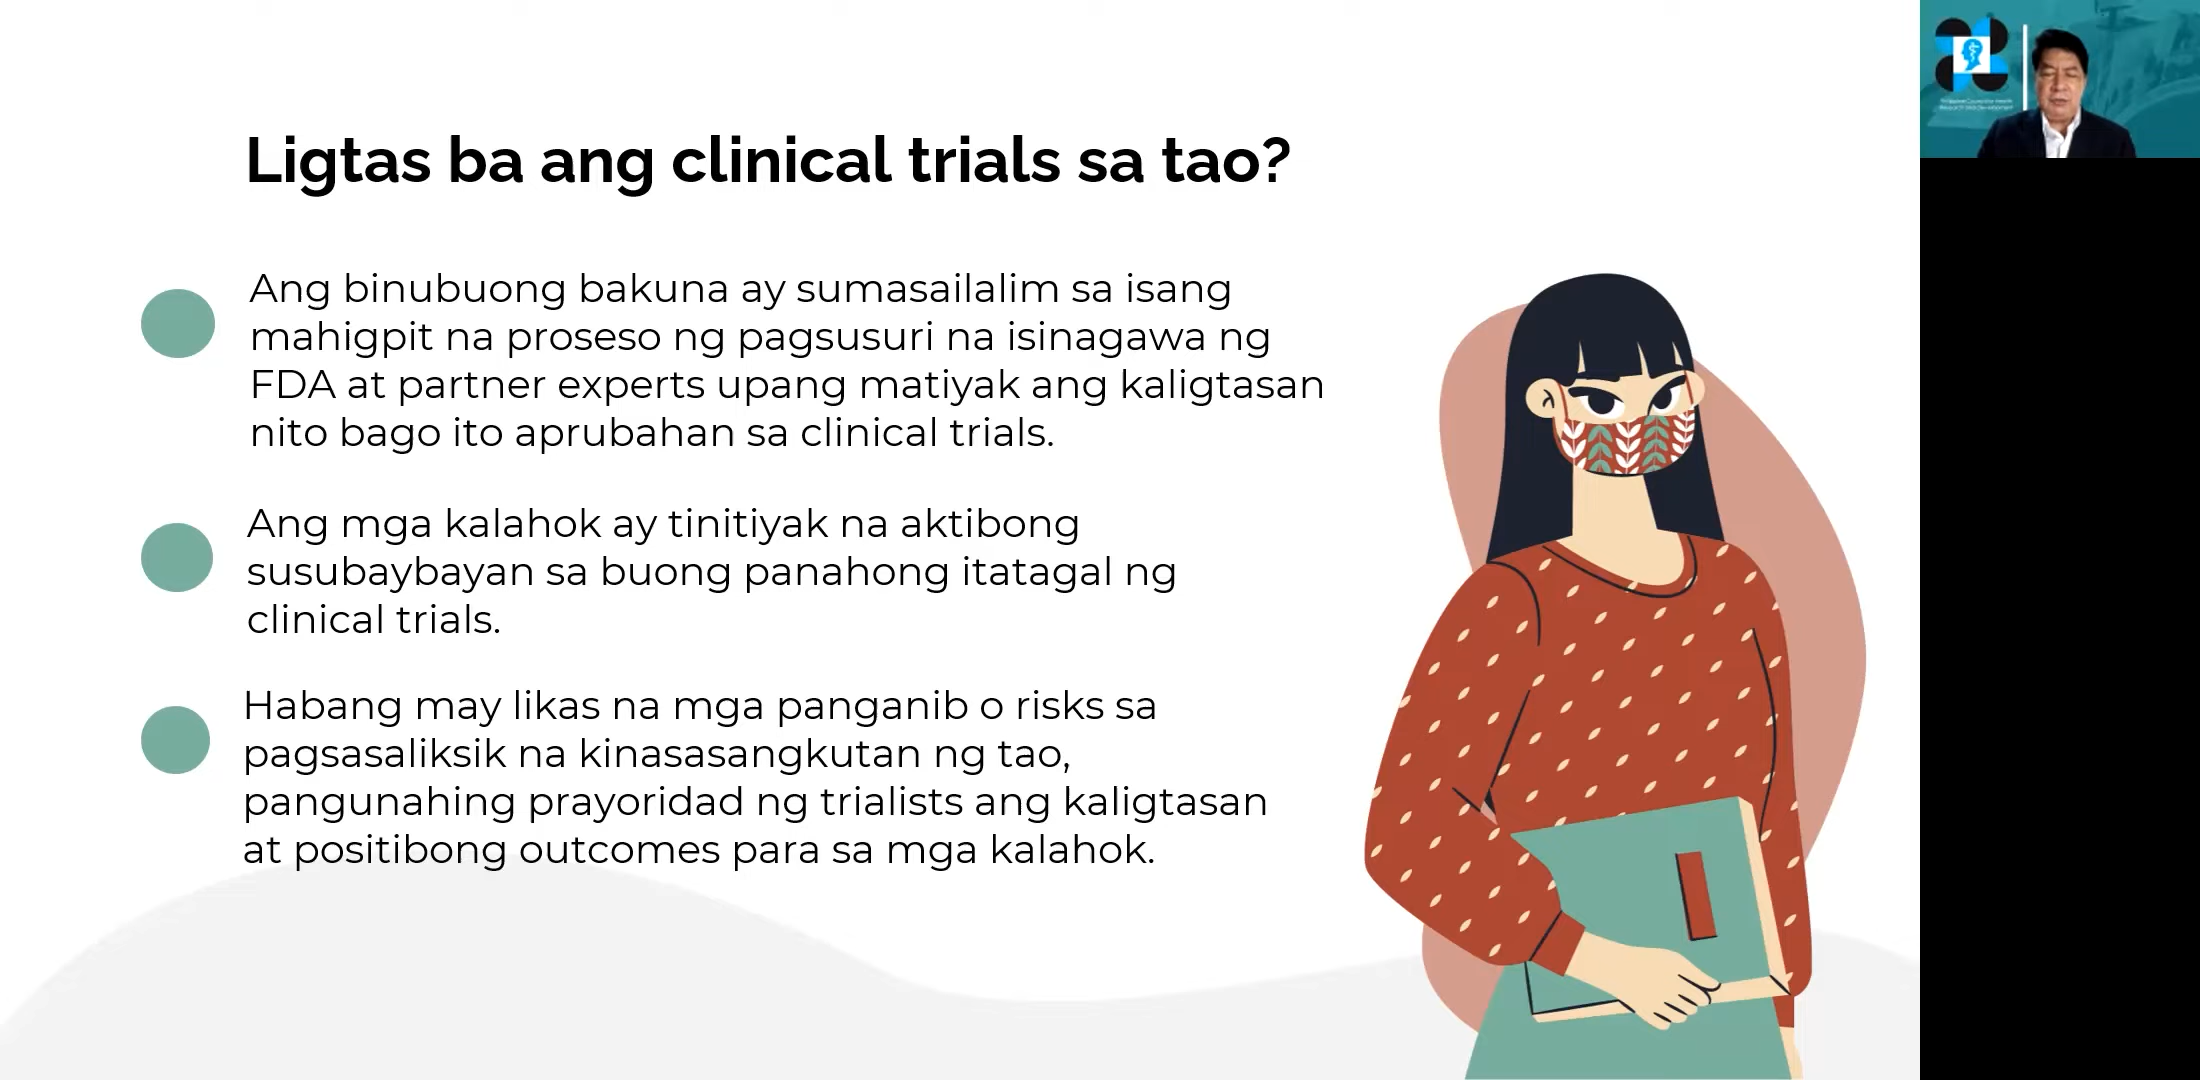 Ligtas ba ang clinical trials sa tao?
Ang binubuong bakuna ay sumasailalim sa isang
mahigpit na proseso ng pagsusuri na isinagawa ng
FDA at partner experts upang matiyak ang kaligtasan
nito bago ito aprubahan sa clinical trials.
Ang mga kalahok ay tinitiyak na aktibong
susubaybayan sa buong panahong itatagal ng
clinical trials.
Habang may likas na mga panganib o risks sa
pagsasaliksik na kinasasangkutan ng tao,
pangunahing prayoridad ng trialists ang kaligtasan
at positibong outcomes para sa mga kalahok.